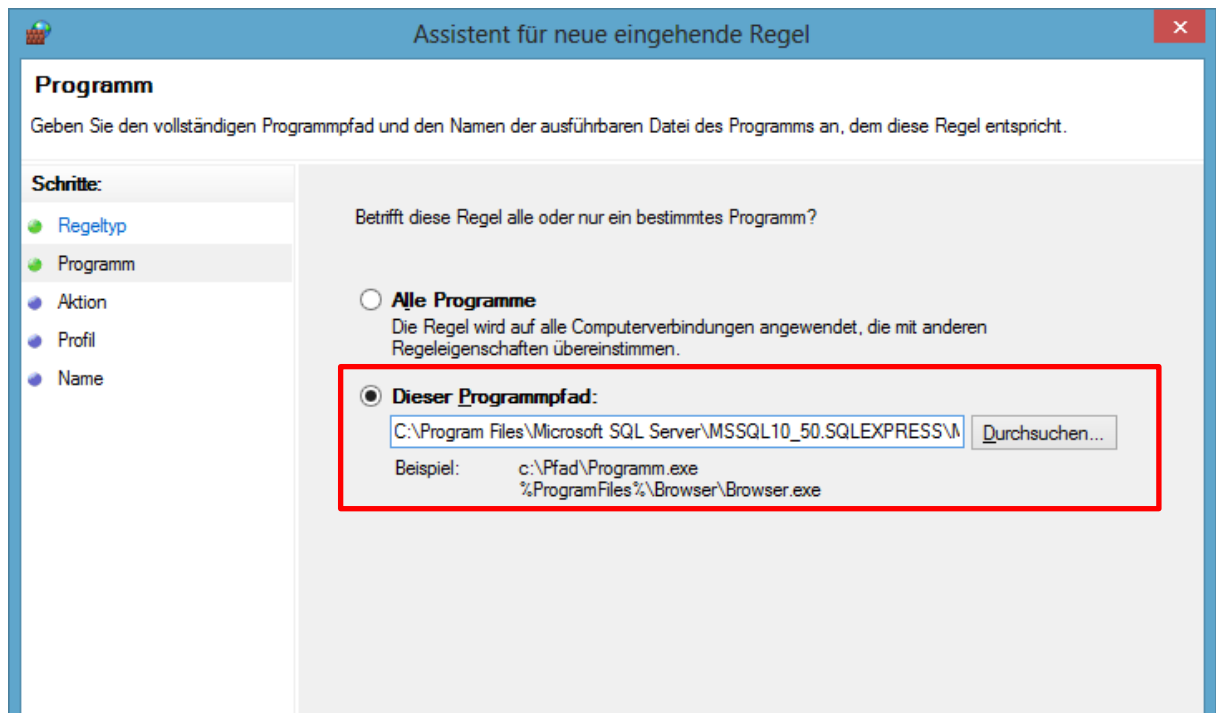 Assistent für neue eingehende Regel
Programm
Geben Sie den vollständigen Programmpfad und den Namen der ausführbaren Datei des Programms an, dem diese Regel entspricht.
Schritte:
Regeltyp
Programm
Aktion
Profil
Name
Betrifft diese Regel alle oder nur ein bestimmtes Programm?
Alle Programme
Die Regel wird auf alle Computerverbindungen angewendet, die mit anderen
Regeleigenschaften übereinstimmen.
Dieser Programmpfad:
C:\Program Files\Microsoft SQL Server\MSSQL10_50.SQLEXPRESS\
Durchsuchen...
Beispiel: c:\Pfad\Programm.exe
%ProgramFiles%\Browser\Browser.exe